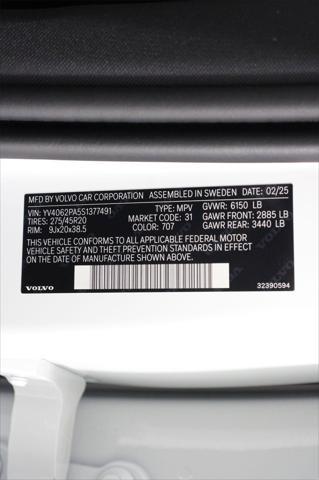 MFD BY VOLVO CAR CORPORATION ASSEMBLED IN SWEDEN 02/25
VIN: YV4062PA5S1377491 TYPE: MPV GVWR: 6150 LB
TIRES: 275/45R20 MARKET CODE: 31 GAWR FRONT: 2885 LB
RIM: 9Jx20x38.5 COLOR: 707 GAWR REAR: 3440 LB
THIS VEHICLE CONFORMS TO ALL APPLICABLE FEDERAL MOTOR
VEHICLE SAFETY AND THEFT PREVENTION STANDARDS IN EFFECT
ON THE DATE OF MANUFACTURE SHOWN ABOVE.
VOLVO 32390594